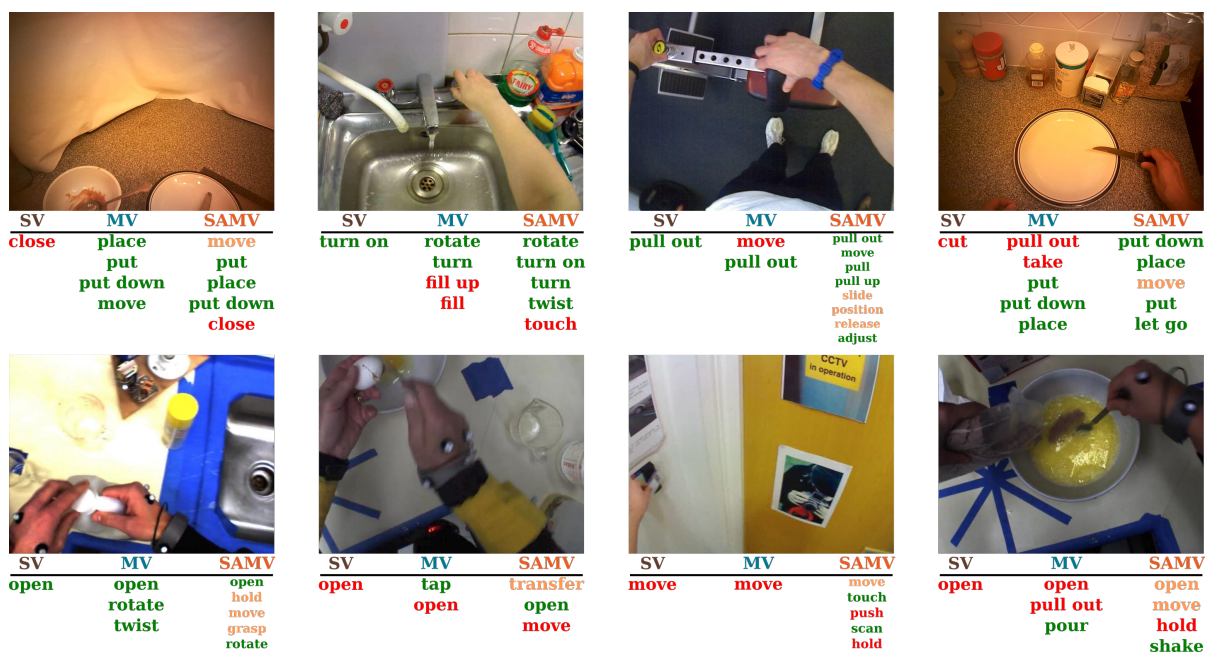 SV MV SAMV
close place move
put put
put down place
move put down
close
FAIRY
SV MV SAMV
turn on rotate rotate
turn turn on
fill up turn
fill twist
touch
SV MV SAMV
pull out move pull out
pull out move
pull
pull up
slide
position
release
adjust
SV MV SAMV
cut pull out put down
take place
put move
put down put
place let go
SV MV SAMV
open open open
rotate hold
twist move
grasp
rotate
SV MV SAMV
open tap transfer
open open
move
CCTV
in operation
SV MV SAMV
move move move
touch
push
scan
hold
SV MV SAMV
open open open
pull out move
pour hold
shake